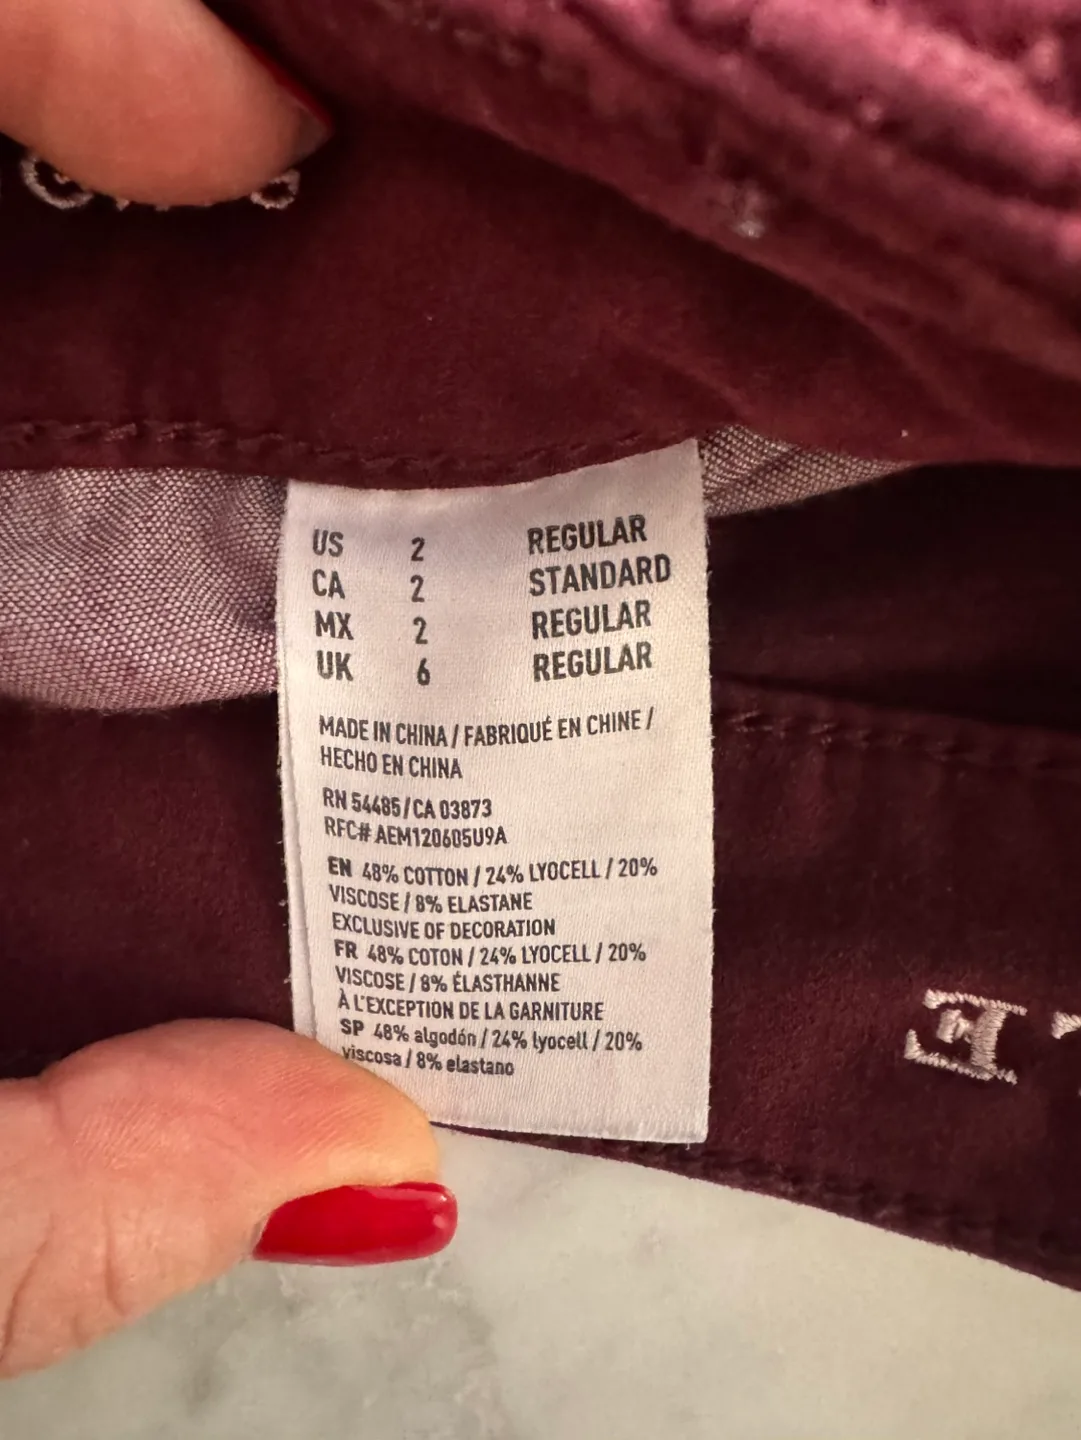 US 2 REGULAR
CA 2 STANDARD
MX 2 REGULAR
UK 6 REGULAR
MADE IN CHINA / FABRIQUÉ EN CHINE /
HECHO EN CHINA
RN 54485/CA 03873
RFC# AEM120605U9A
EN 48% COTTON / 24% LYOCELL / 20%
VISCOSE / 8% ELASTANE
EXCLUSIVE OF DECORATION
FR 48% COTON / 24% LYOCELL / 20%
VISCOSE / 8% ÉLASTHANNE
À L'EXCEPTION DE LA GARNITURE
SP 48% algodón / 24% lyocell / 20%
viscosa / 8% elastano